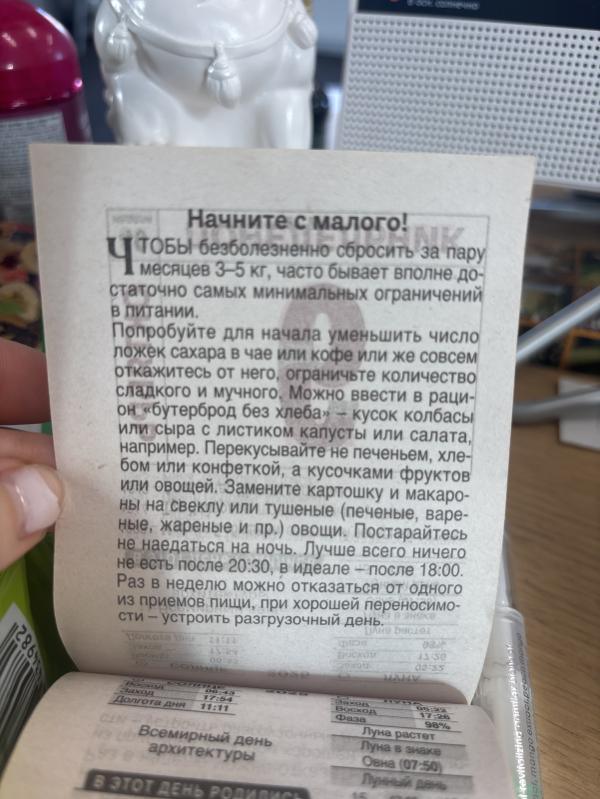 в осн. солнечно
Начните с малого!
ЧТОБЫ безболезненно сбросить за пару
месяцев 3–5 кг, часто бывает вполне до-
статочно самых минимальных ограничений
в питании.
Попробуйте для начала уменьшить число
ложек сахара в чае или кофе или же совсем
откажитесь от него, ограничьте количество
сладкого и мучного. Можно ввести в раци-
он «бутерброд без хлеба» – кусок колбасы
или сыра с листиком капусты или салата,
например. Перекусывайте не печеньем, хле-
бом или конфеткой, а кусочками фруктов
или овощей. Замените картошку и макаро-
ны на свеклу или тушеные (печеные, варе-
ные, жареные и пр.) овощи. Постарайтесь
не наедаться на ночь. Лучше всего ничего
не есть после 20:30, в идеале – после 18:00.
Раз в неделю можно отказаться от одного
из приемов пищи, при хорошей переносимо-
сти – устроить разгрузочный день.
Восход 06:43
Заход 17:54
Долгота дня 11:11
Восход
Заход 17:26
Фаза 98%
Луна растет
Луна в знаке
Овна (07:50)
Лунный день
Всемирный день
архитектуры
В ЭТОТ ДЕНЬ РОДИЛИСЬ